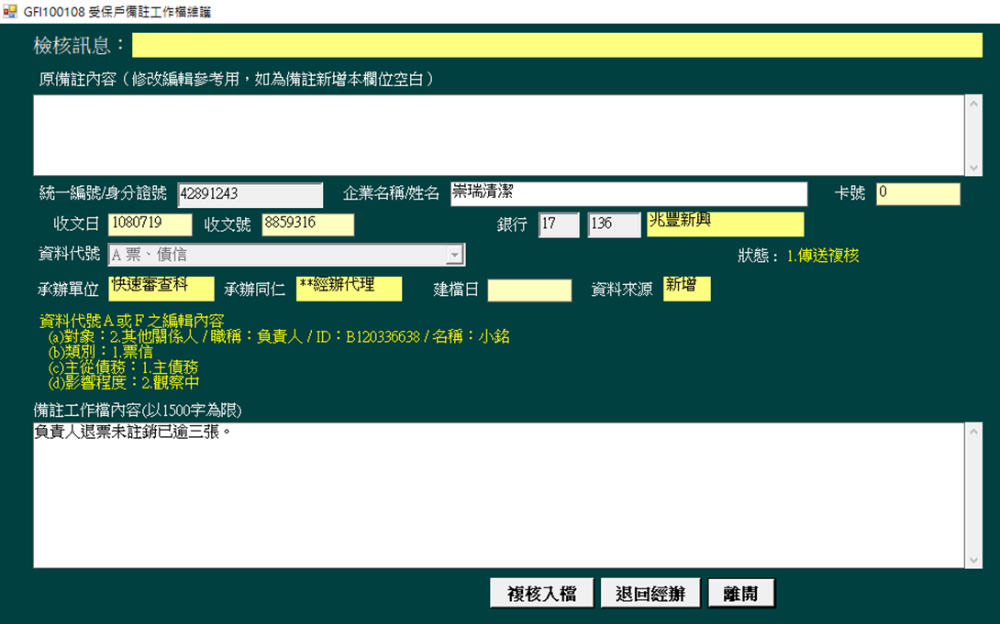 GFI100108 受保戶備註工作檔維護
檢核訊息：
原備註內容（修改編輯參考用，如為備註新增本欄位空白）
統一編號/身分證號 42891243 企業名稱/姓名 崇瑞清潔 卡號 0
收文日 1080719 收文號 8859316 銀行 17 136 兆豐新興
資料代號 A 票、債信 狀態： 1.傳送複核
承辦單位 快速審查科 承辦同仁 **經辦代理 建檔日 資料來源 新增
資料代號A或F之編輯內容
(a)對象：2.其他關係人 / 職稱：負責人 / ID：B120336638 / 名稱：小銘
(b)類別：1.票信
(c)主從債務：1.主債務
(d)影響程度：2.觀察中
備註工作檔內容(以1500字為限)
負責人退票未註銷已逾三張。
複核入檔 退回經辦 離開